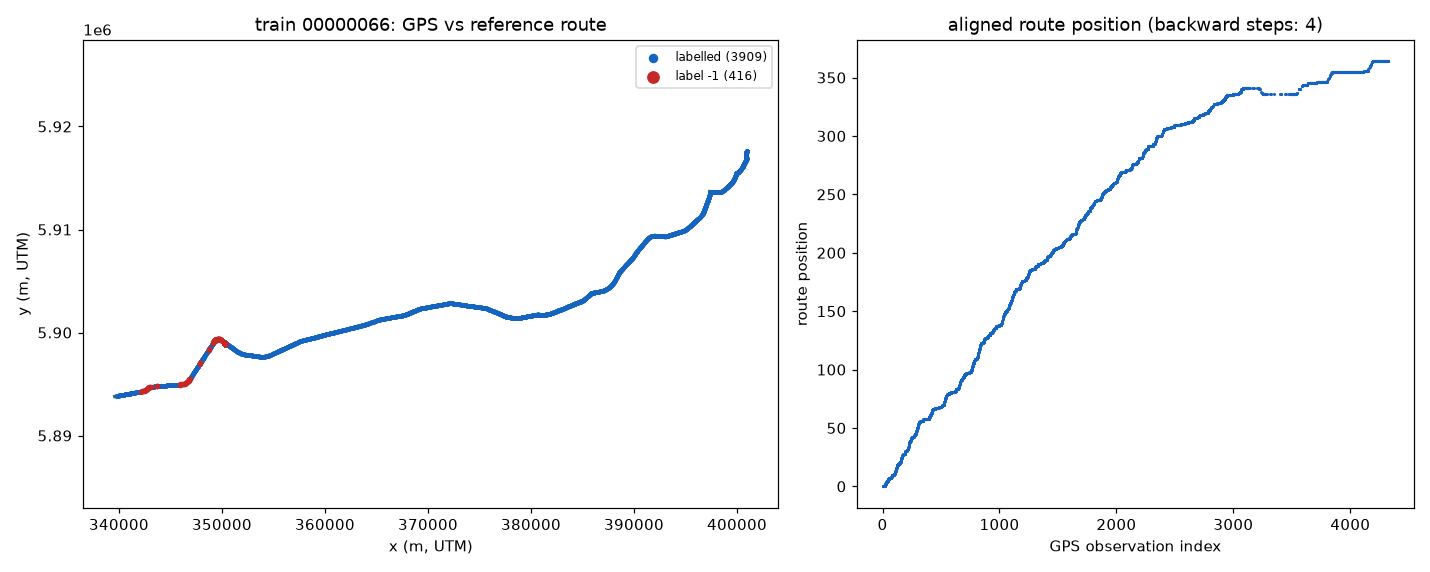 train 00000066: GPS vs reference route
1e6
labelled (3909)
label -1 (416)
5.92
5.91
5.90
5.89
y (m, UTM)
340000 350000 360000 370000 380000 390000 400000
x (m, UTM)
aligned route position (backward steps: 4)
350
300
250
200
150
100
50
0
route position
0 1000 2000 3000 4000
GPS observation index